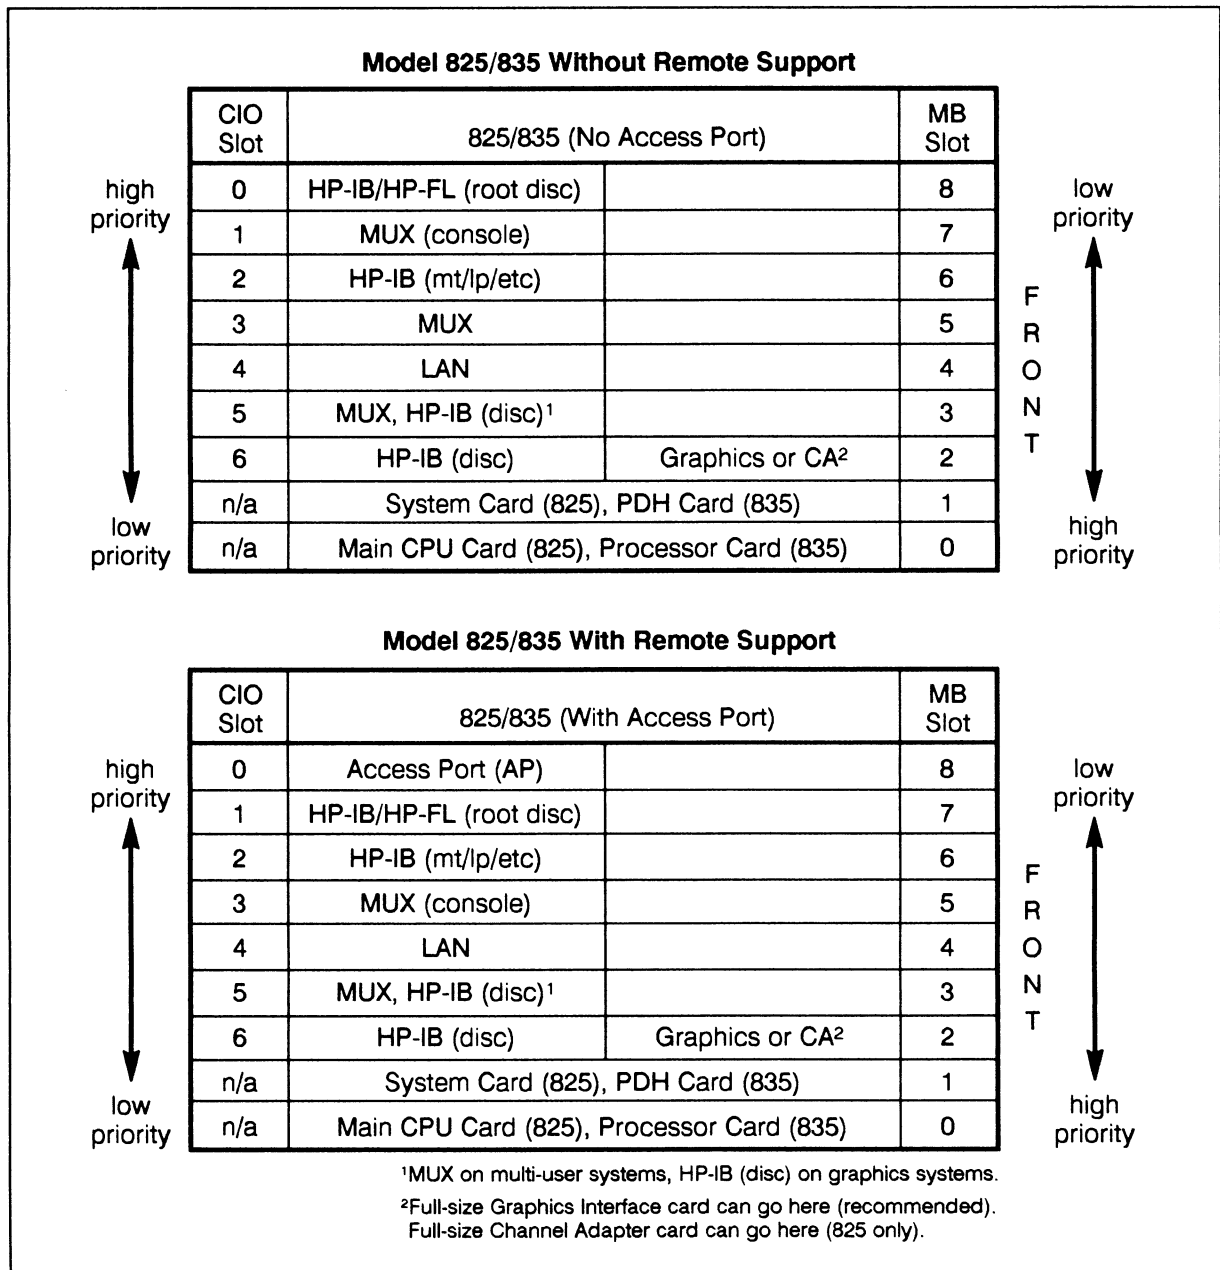 Model 825/835 Without Remote Support
CIO Slot 825/835 (No Access Port) MB Slot
high priority
low priority
0 HP-IB/HP-FL (root disc) 8
1 MUX (console) 7
2 HP-IB (mt/lp/etc) 6
3 MUX 5
4 LAN 4
5 MUX, HP-IB (disc)¹ 3
6 HP-IB (disc) Graphics or CA² 2
n/a System Card (825), PDH Card (835) 1
n/a Main CPU Card (825), Processor Card (835) 0
FRONT
low priority
high priority
Model 825/835 With Remote Support
CIO Slot 825/835 (With Access Port) MB Slot
high priority
low priority
0 Access Port (AP) 8
1 HP-IB/HP-FL (root disc) 7
2 HP-IB (mt/lp/etc) 6
3 MUX (console) 5
4 LAN 4
5 MUX, HP-IB (disc)¹ 3
6 HP-IB (disc) Graphics or CA² 2
n/a System Card (825), PDH Card (835) 1
n/a Main CPU Card (825), Processor Card (835) 0
FRONT
low priority
high priority
¹MUX on multi-user systems, HP-IB (disc) on graphics systems.
²Full-size Graphics Interface card can go here (recommended).
Full-size Channel Adapter card can go here (825 only).